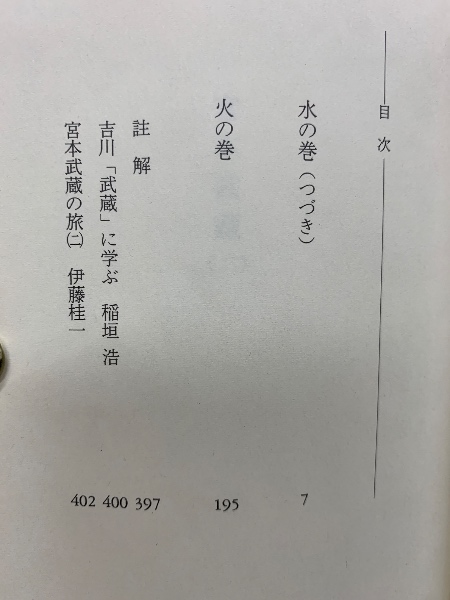 目次
水の巻(つづき) 7
火の巻 195
註解 397
吉川「武蔵」に学ぶ 稲垣浩 400
宮本武蔵の旅㈡ 伊藤桂一 402